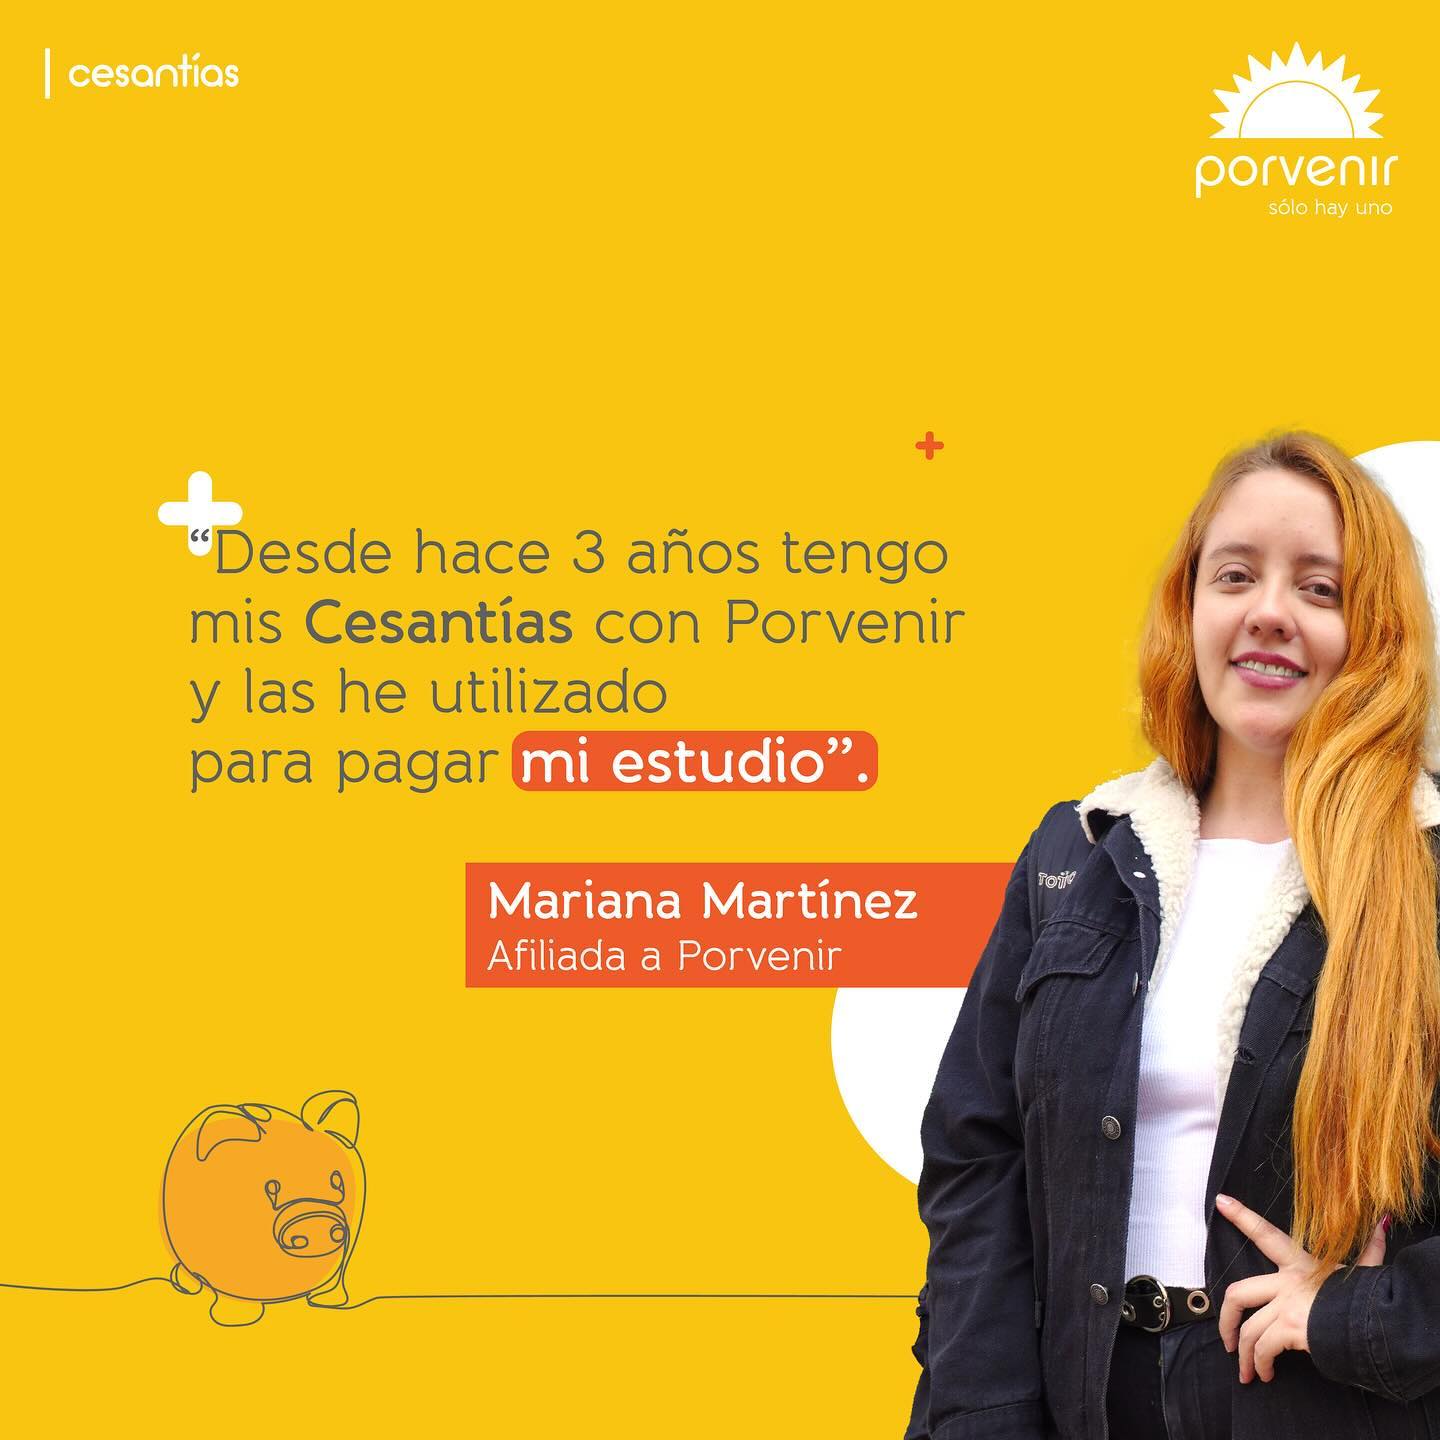 cesantías
porvenir
sólo hay uno
“Desde hace 3 años tengo
mis Cesantías con Porvenir
y las he utilizado
para pagar mi estudio”.
Mariana Martínez
Afiliada a Porvenir